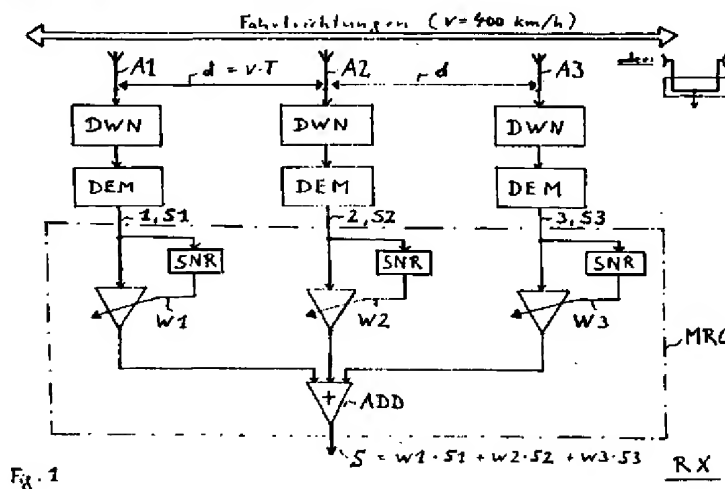 Fahrtrichtungen (v = 400 km/h)
A1 d = v·T A2 d A3
DWN DWN DWN
DEM DEM DEM
1, S1 2, S2 3, S3
SNR SNR SNR
W1 W2 W3
MRC
+ ADD
S = W1·S1 + W2·S2 + W3·S3
Fig. 1 RX